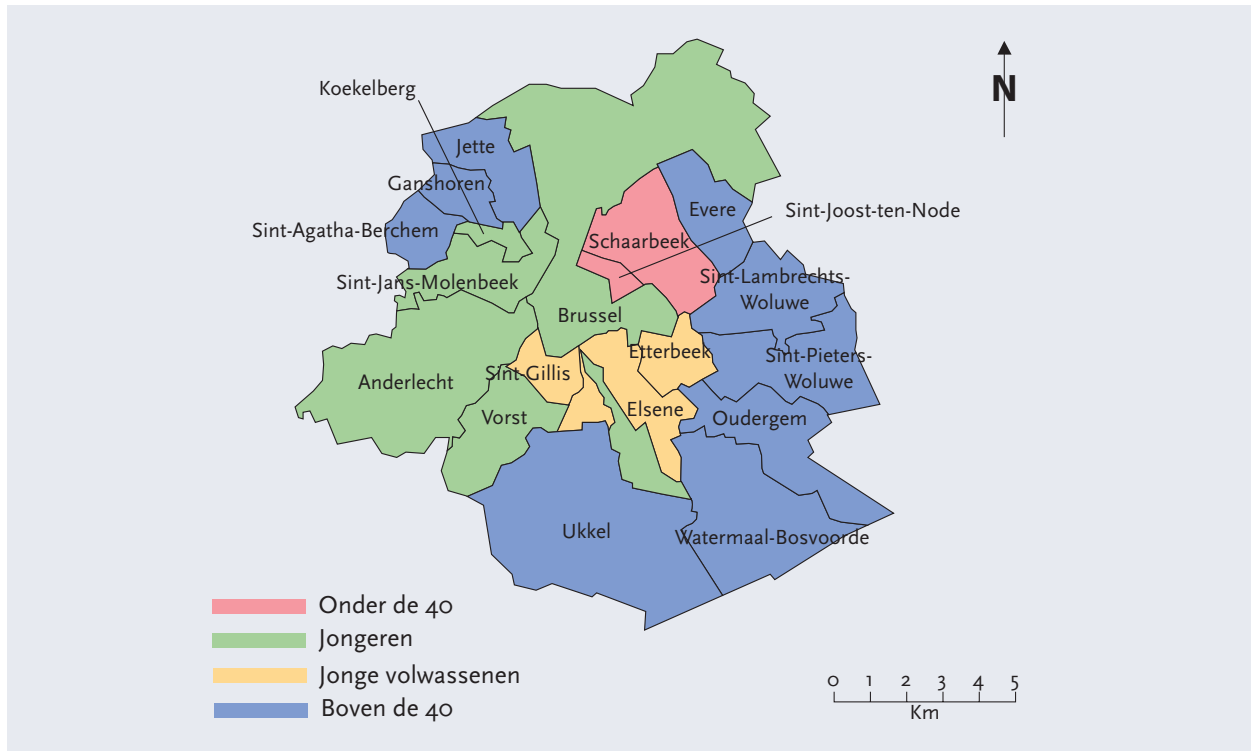 Koekelberg
N
Jette
Ganshoren
Evere
Sint-Joost-ten-Node
Sint-Agatha-Berchem
Schaarbeek
Sint-Jans-Molenbeek
Sint-Lambrechts-
Woluwe
Brussel
Etterbeek
Sint-Pieters-
Woluwe
Sint-Gillis
Anderlecht
Elsene
Vorst
Oudergem
Ukkel
Watermaal-Bosvoorde
Onder de 40
Jongeren
Jonge volwassenen
Boven de 40
0 1 2 3 4 5
Km